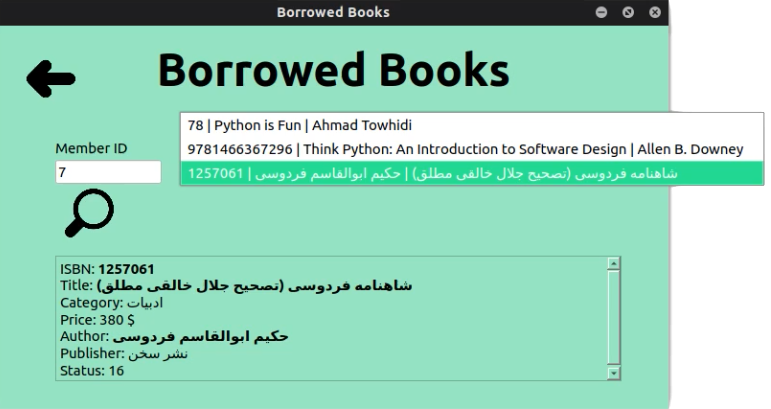 Borrowed Books
Borrowed Books
78 | Python is Fun | Ahmad Towhidi
Member ID
9781466367296 | Think Python: An Introduction to Software Design | Allen B. Downey
7
1257061 | شاهنامه فردوسی (تصحیح جلال خالقی مطلق) | حکیم ابوالقاسم فردوسی
ISBN: 1257061
Title: شاهنامه فردوسی (تصحیح جلال خالقی مطلق)
Category: ادبیات
Price: 380 $
Author: حکیم ابوالقاسم فردوسی
Publisher: نشر سخن
Status: 16